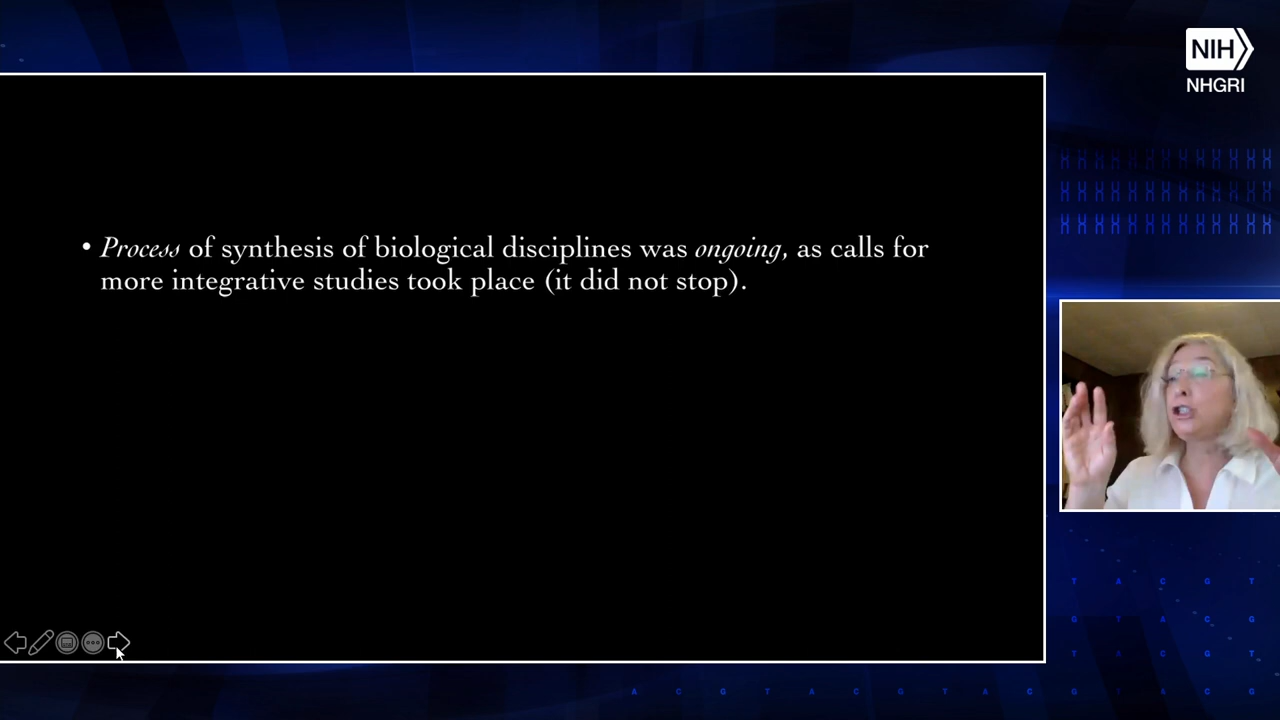 NIH
NHGRI
• Process of synthesis of biological disciplines was ongoing, as calls for
more integrative studies took place (it did not stop).
T A C G T
G T A C G
T A C G T
A C G T A C G T A C G T A C G